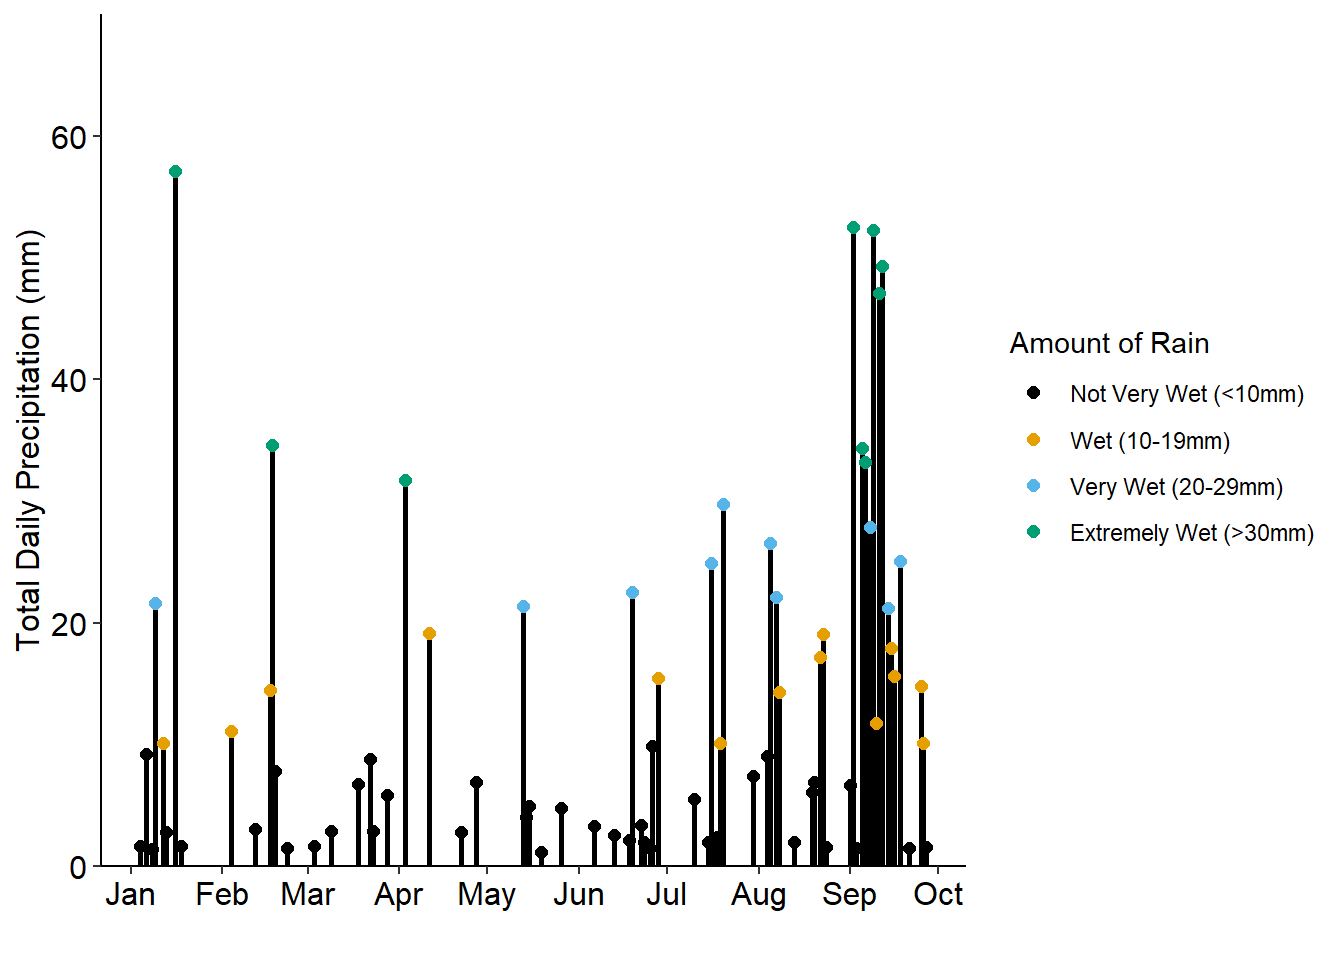 Total Daily Precipitation (mm)
60
40
20
0
Jan Feb Mar Apr May Jun Jul Aug Sep Oct
Amount of Rain
Not Very Wet (<10mm)
Wet (10-19mm)
Very Wet (20-29mm)
Extremely Wet (>30mm)